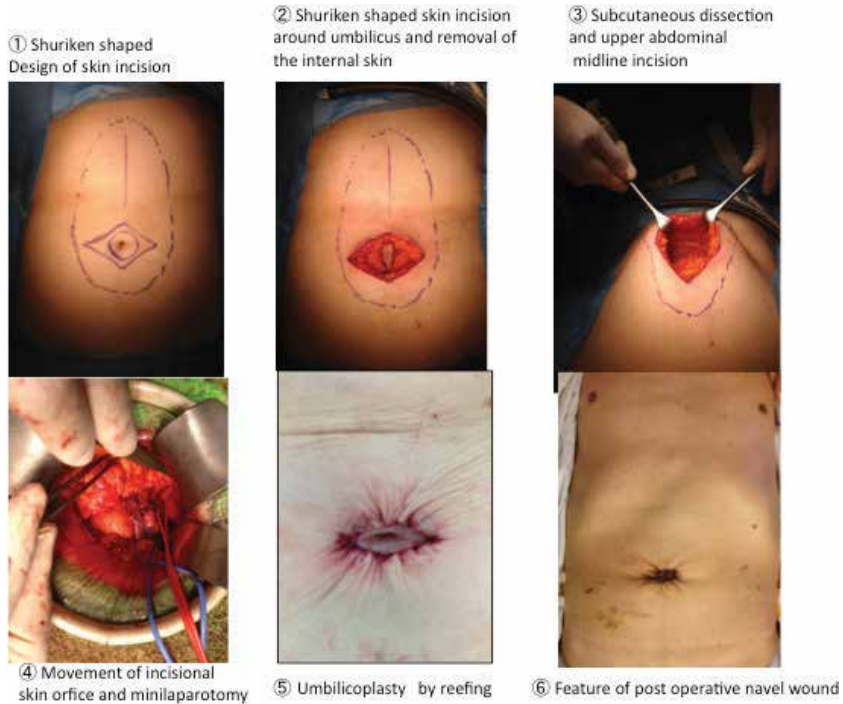 ① Shuriken shaped
Design of skin incision
② Shuriken shaped skin incision
around umbilicus and removal of
the internal skin
③ Subcutaneous dissection
and upper abdominal
midline incision
④ Movement of incisional
skin orfice and minilaparotomy
⑤ Umbilicoplasty by reefing
⑥ Feature of post operative navel wound